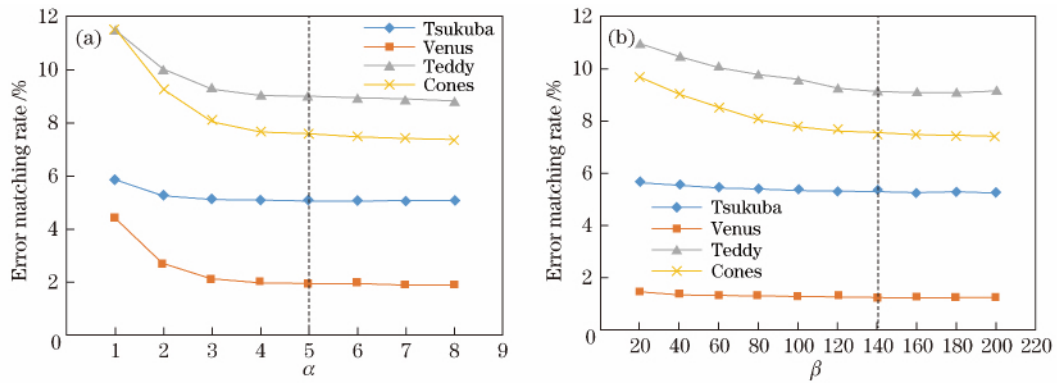 12
10
8
6
4
2
0
Error matching rate /%
(a)
Tsukuba
Venus
Teddy
Cones
1 2 3 4 5 6 7 8 9
α
12
10
8
6
4
2
0
Error matching rate /%
(b)
Tsukuba
Venus
Teddy
Cones
20 40 60 80 100 120 140 160 180 200 220
β